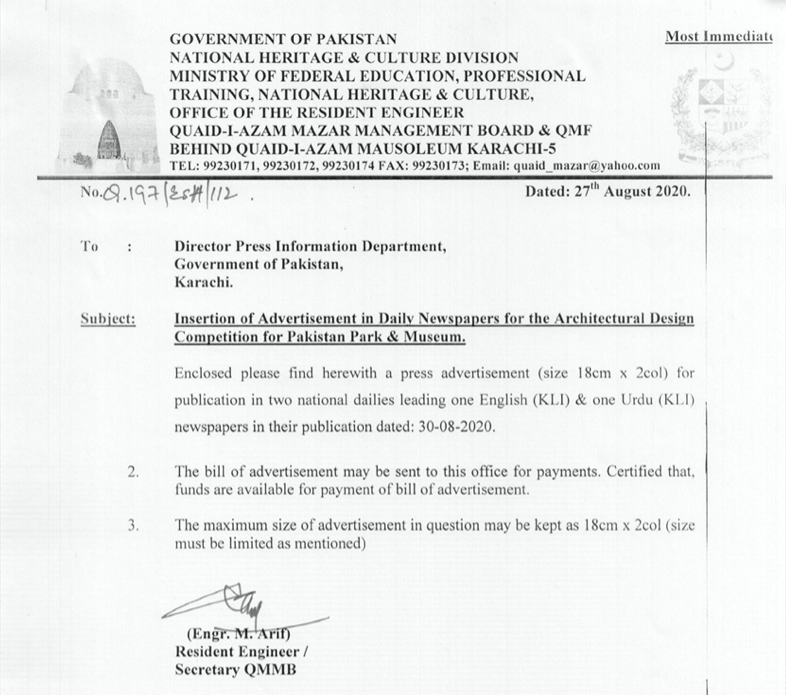 Most Immediate
GOVERNMENT OF PAKISTAN
NATIONAL HERITAGE & CULTURE DIVISION
MINISTRY OF FEDERAL EDUCATION, PROFESSIONAL
TRAINING, NATIONAL HERITAGE & CULTURE,
OFFICE OF THE RESIDENT ENGINEER
QUAID-I-AZAM MAZAR MANAGEMENT BOARD & QMF
BEHIND QUAID-I-AZAM MAUSOLEUM KARACHI-5
TEL: 99230171, 99230172, 99230174 FAX: 99230173; Email: quaid_mazar@yahoo.com
No. Q.197/Estt/112 . Dated: 27th August 2020.
To : Director Press Information Department,
Government of Pakistan,
Karachi.
Subject: Insertion of Advertisement in Daily Newspapers for the Architectural Design
Competition for Pakistan Park & Museum.
Enclosed please find herewith a press advertisement (size 18cm x 2col) for
publication in two national dailies leading one English (KLI) & one Urdu (KLI)
newspapers in their publication dated: 30-08-2020.
2. The bill of advertisement may be sent to this office for payments. Certified that,
funds are available for payment of bill of advertisement.
3. The maximum size of advertisement in question may be kept as 18cm x 2col (size
must be limited as mentioned)
(Engr. M. Arif)
Resident Engineer /
Secretary QMMB